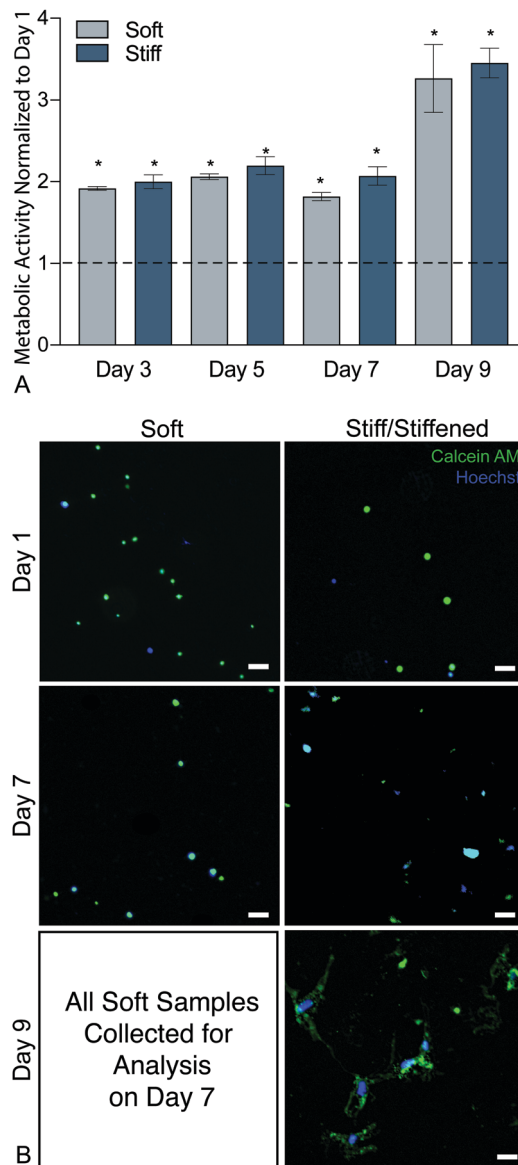 Metabolic Activity Normalized to Day 1
4
3
2
1
0
Soft
Stiff
* * * * * * * *
Day 3 Day 5 Day 7 Day 9
A
Soft Stiff/Stiffened
Calcein AM
Hoechst
Day 1
Day 7
Day 9
All Soft Samples
Collected for
Analysis
on Day 7
B